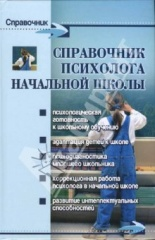 Справочник
СПРАВОЧНИК
ПСИХОЛОГА
НАЧАЛЬНОЙ ШКОЛЫ
психологическая
готовность
к школьному обучению
адаптация детей к школе
младшего школьника
коррекционная работа
психолога в начальной школе
развитие интеллектуальных
способностей